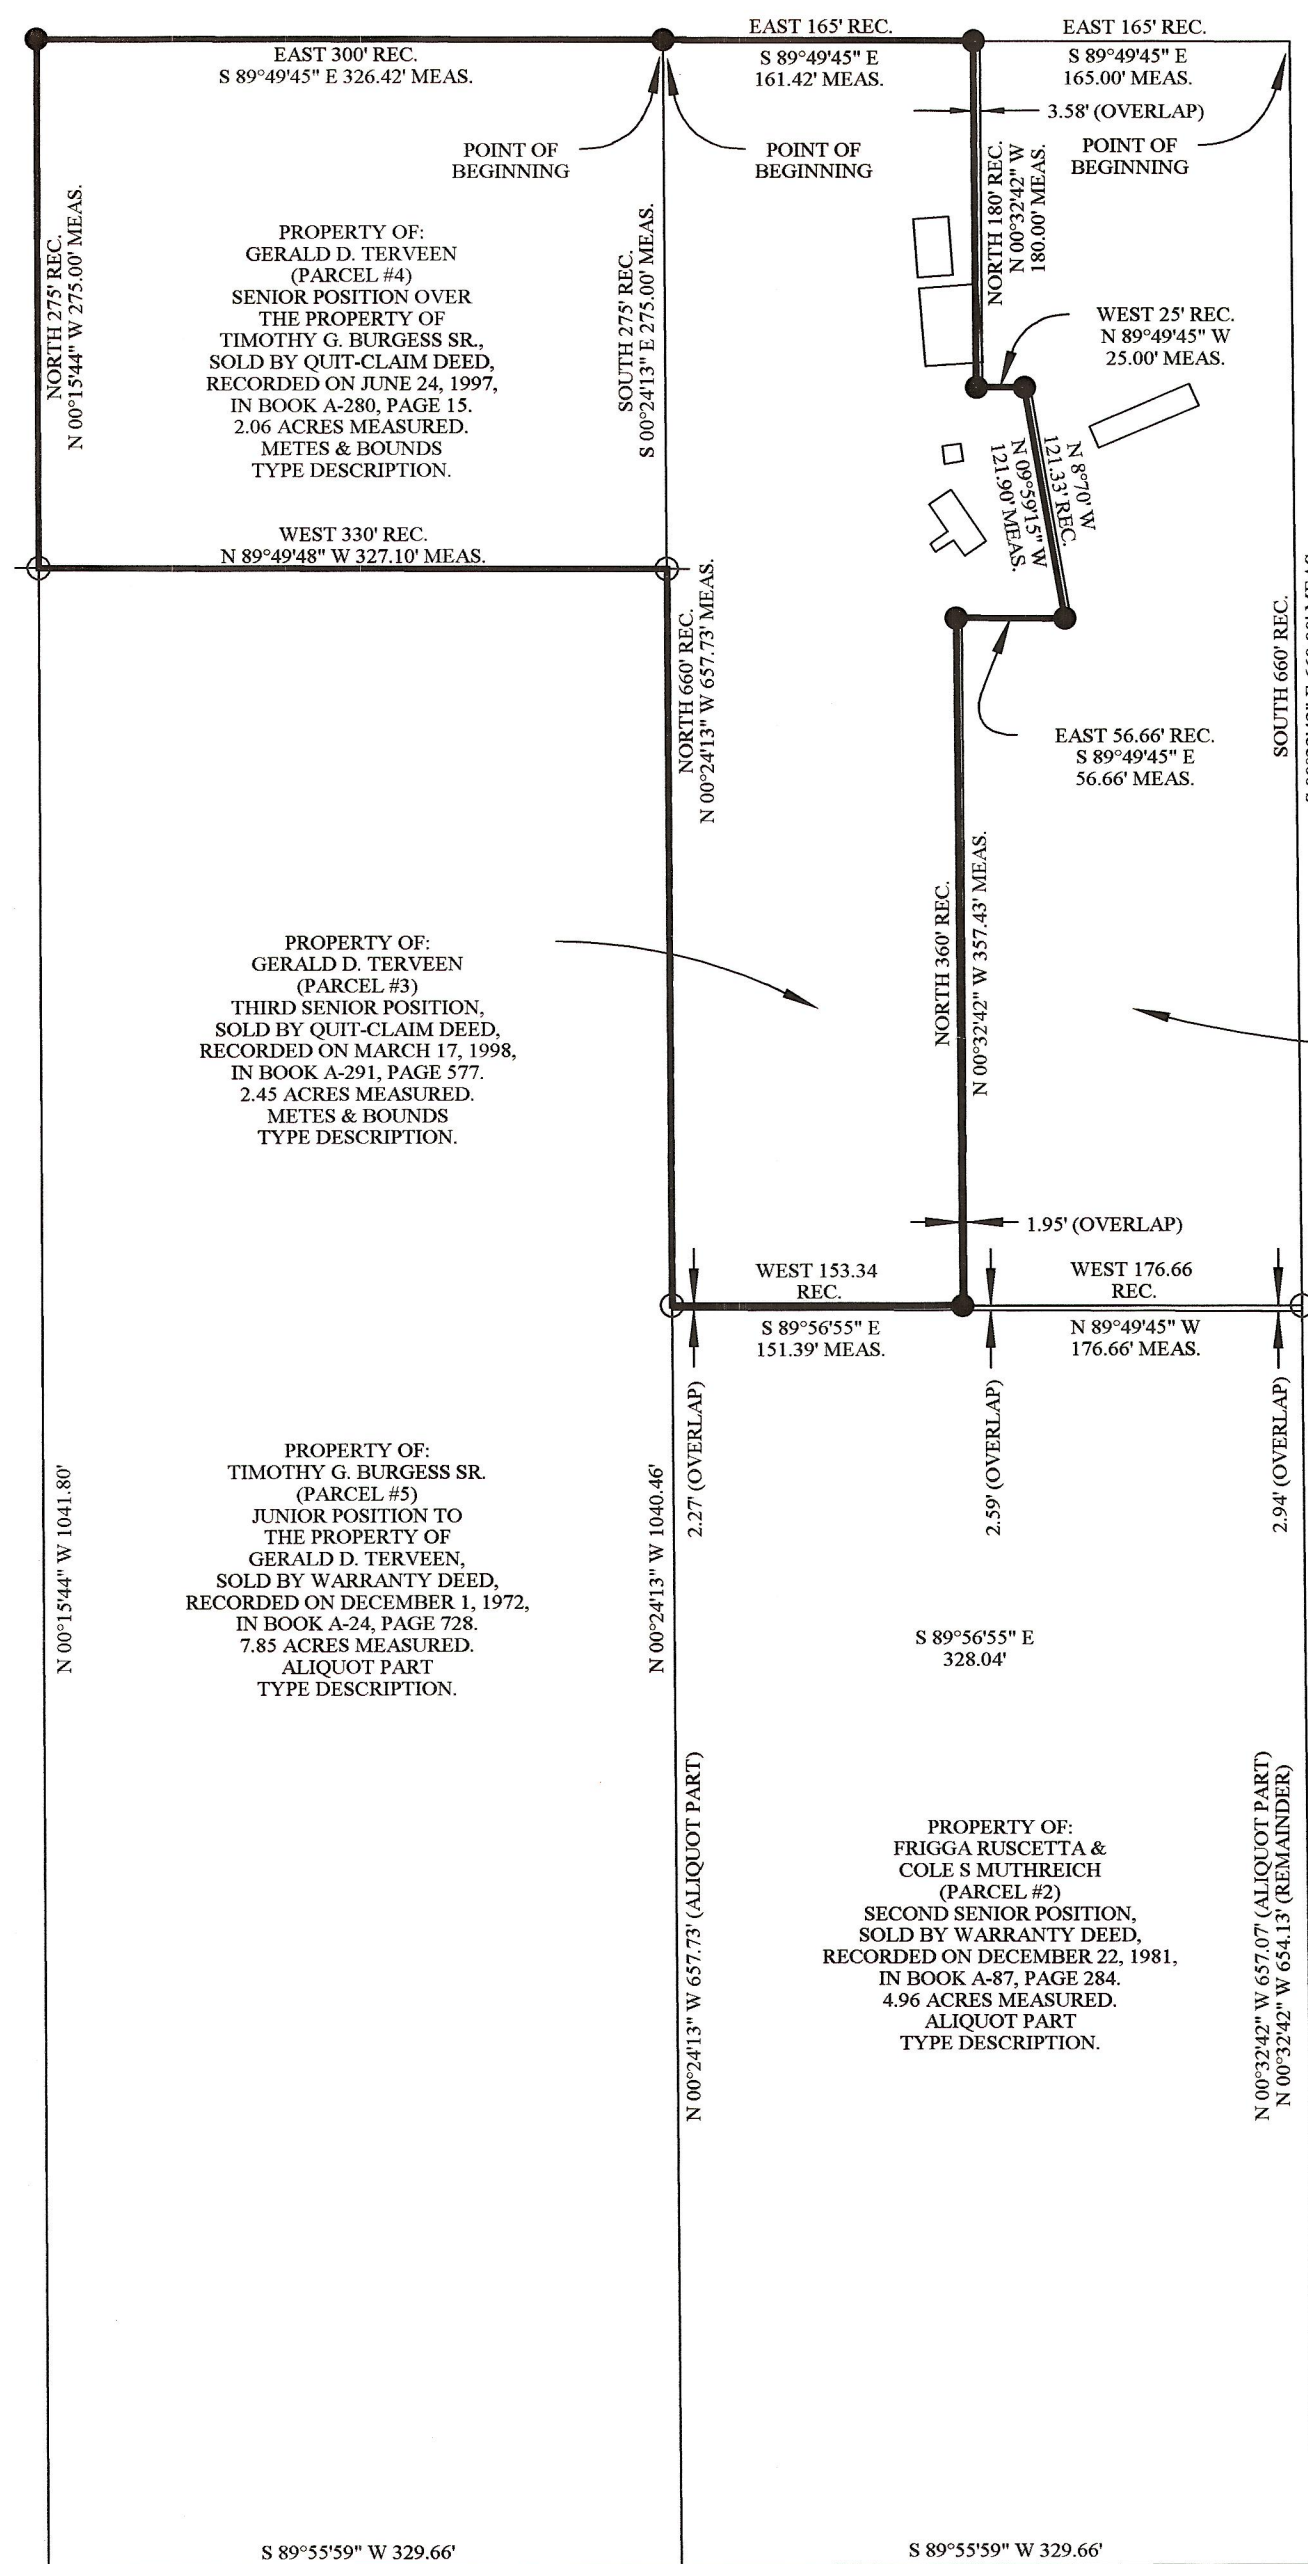 EAST 300' REC.
S 89°49'45" E 326.42' MEAS.
EAST 165' REC.
S 89°49'45" E
161.42' MEAS.
EAST 165' REC.
S 89°49'45" E
165.00' MEAS.
3.58' (OVERLAP)
POINT OF
BEGINNING
POINT OF
BEGINNING
POINT OF
BEGINNING
NORTH 275' REC.
N 00°15'44" W 275.00' MEAS.
PROPERTY OF:
GERALD D. TERVEEN
(PARCEL #4)
SENIOR POSITION OVER
THE PROPERTY OF
TIMOTHY G. BURGESS SR.,
SOLD BY QUIT-CLAIM DEED,
RECORDED ON JUNE 24, 1997,
IN BOOK A-280, PAGE 15.
2.06 ACRES MEASURED.
METES & BOUNDS
TYPE DESCRIPTION.
SOUTH 275' REC.
S 00°24'13" E 275.00' MEAS.
NORTH 180' REC.
N 00°32'42" W
180.00' MEAS.
WEST 25' REC.
N 89°49'45" W
25.00' MEAS.
N 8°70' W
121.33' REC.
N 09°59'15" W
121.90' MEAS.
WEST 330' REC.
N 89°49'48" W 327.10' MEAS.
NORTH 660' REC.
N 00°24'13" W 657.73' MEAS.
SOUTH 660' REC.
EAST 56.66' REC.
S 89°49'45" E
56.66' MEAS.
NORTH 360' REC.
N 00°32'42" W 357.43' MEAS.
PROPERTY OF:
GERALD D. TERVEEN
(PARCEL #3)
THIRD SENIOR POSITION,
SOLD BY QUIT-CLAIM DEED,
RECORDED ON MARCH 17, 1998,
IN BOOK A-291, PAGE 577.
2.45 ACRES MEASURED.
METES & BOUNDS
TYPE DESCRIPTION.
1.95' (OVERLAP)
WEST 153.34
REC.
S 89°56'55" E
151.39' MEAS.
WEST 176.66
REC.
N 89°49'45" W
176.66' MEAS.
2.27' (OVERLAP)
2.59' (OVERLAP)
2.94' (OVERLAP)
N 00°15'44" W 1041.80'
PROPERTY OF:
TIMOTHY G. BURGESS SR.
(PARCEL #5)
JUNIOR POSITION TO
THE PROPERTY OF
GERALD D. TERVEEN,
SOLD BY WARRANTY DEED,
RECORDED ON DECEMBER 1, 1972,
IN BOOK A-24, PAGE 728.
7.85 ACRES MEASURED.
ALIQUOT PART
TYPE DESCRIPTION.
N 00°24'13" W 1040.46'
S 89°56'55" E
328.04'
N 00°24'13" W 657.73' (ALIQUOT PART)
PROPERTY OF:
FRIGGA RUSCETTA &
COLE S MUTHREICH
(PARCEL #2)
SECOND SENIOR POSITION,
SOLD BY WARRANTY DEED,
RECORDED ON DECEMBER 22, 1981,
IN BOOK A-87, PAGE 284.
4.96 ACRES MEASURED.
ALIQUOT PART
TYPE DESCRIPTION.
N 00°32'42" W 657.07' (ALIQUOT PART)
N 00°32'42" W 654.13' (REMAINDER)
S 89°55'59" W 329.66'
S 89°55'59" W 329.66'